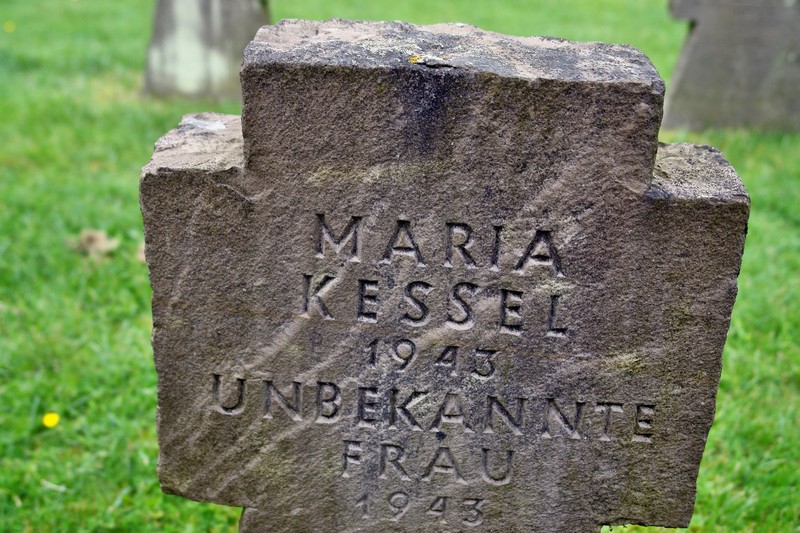 MARIA
KESSEL
1943
UNBEKANNTE
FRAU
1943